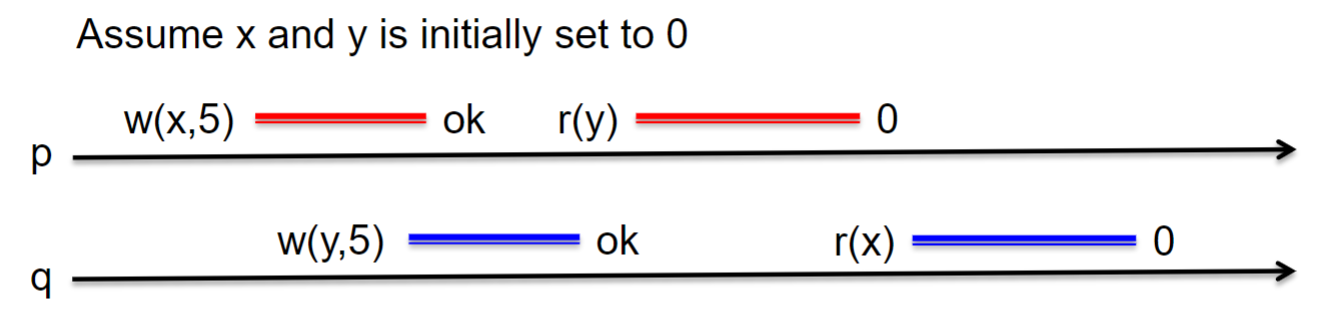 Assume x and y is initially set to 0
w(x,5) ok r(y) 0
p
w(y,5) ok r(x) 0
q